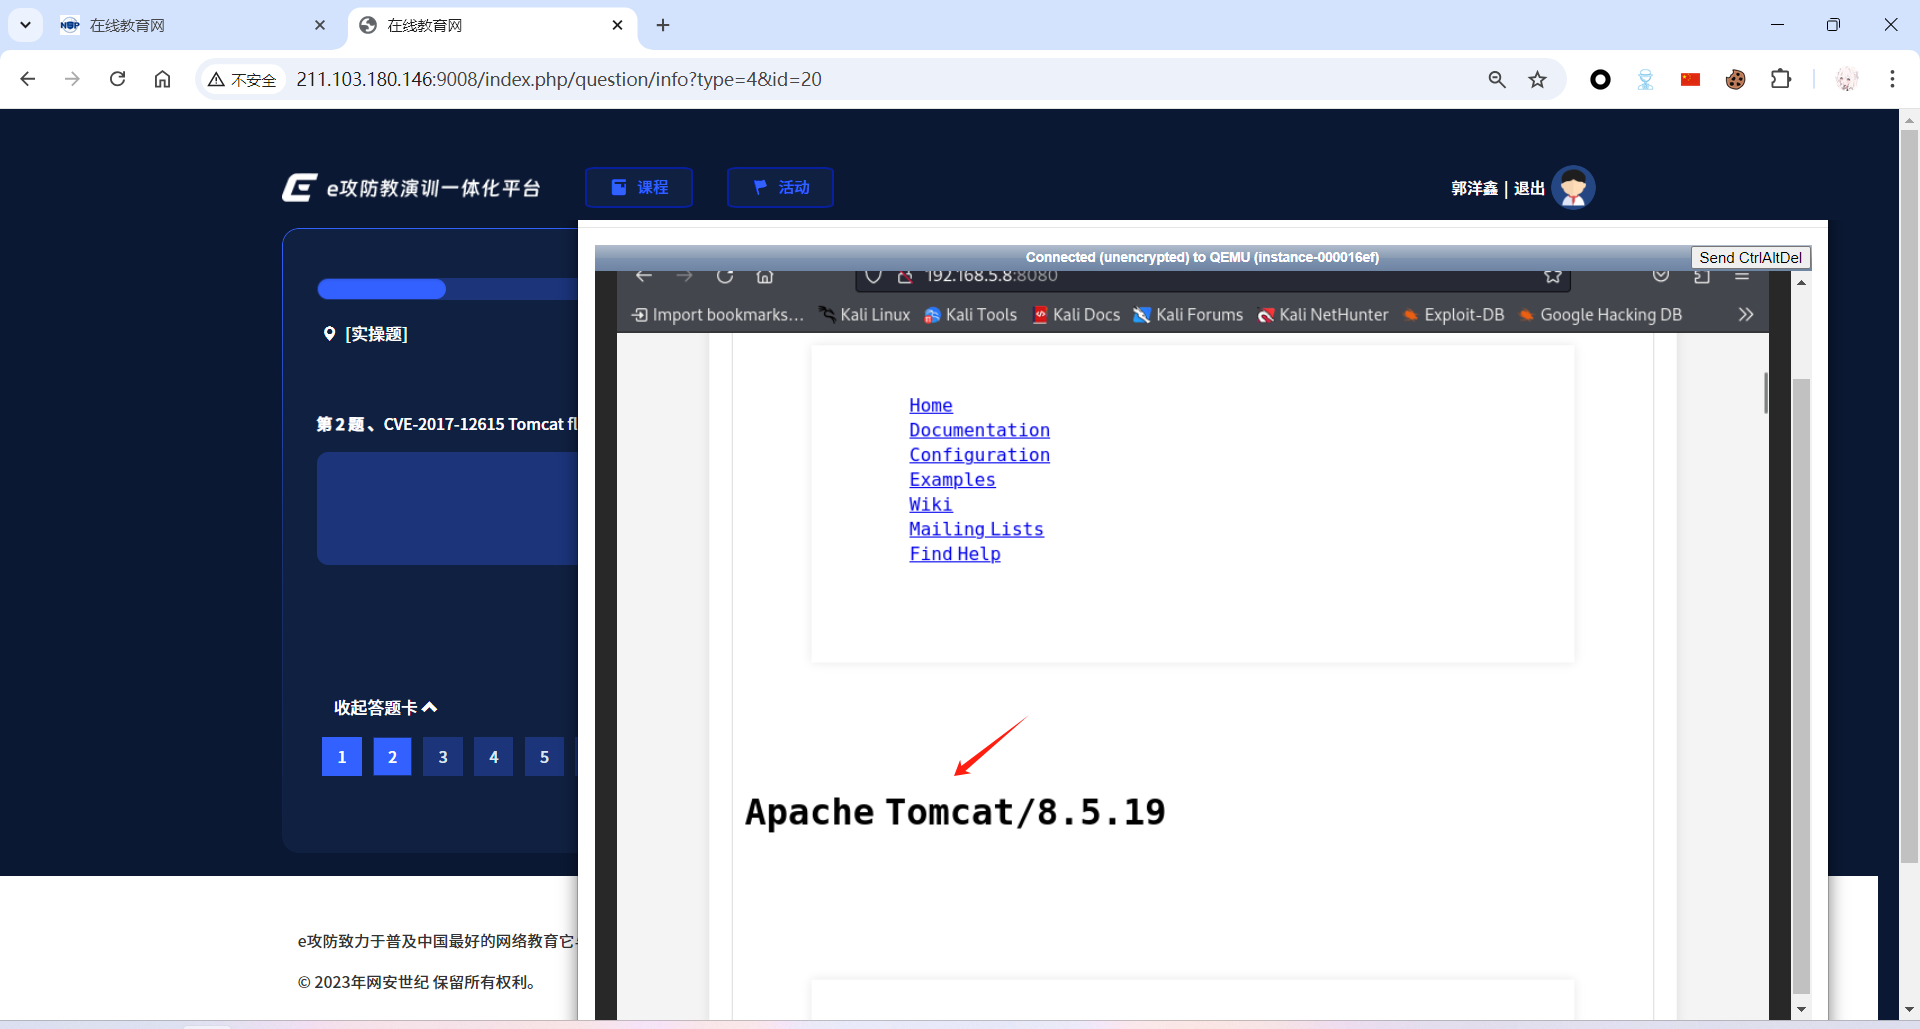 在线教育网
在线教育网
不安全
211.103.180.146:9008/index.php/question/info?type=4&id=20
e攻防教演训一体化平台
课程
活动
郭洋鑫 | 退出
[实操题]
第2题、CVE-2017-12615 Tomcat fl
收起答题卡
1 2 3 4 5
e攻防致力于普及中国最好的网络教育它
© 2023年网安世纪 保留所有权利。
Connected (unencrypted) to QEMU (instance-000016ef)
Send CtrlAltDel
192.168.5.8:8080
Import bookmarks...
Kali Linux
Kali Tools
Kali Docs
Kali Forums
Kali NetHunter
Exploit-DB
Google Hacking DB
Home
Documentation
Configuration
Examples
Wiki
Mailing Lists
Find Help
Apache Tomcat/8.5.19